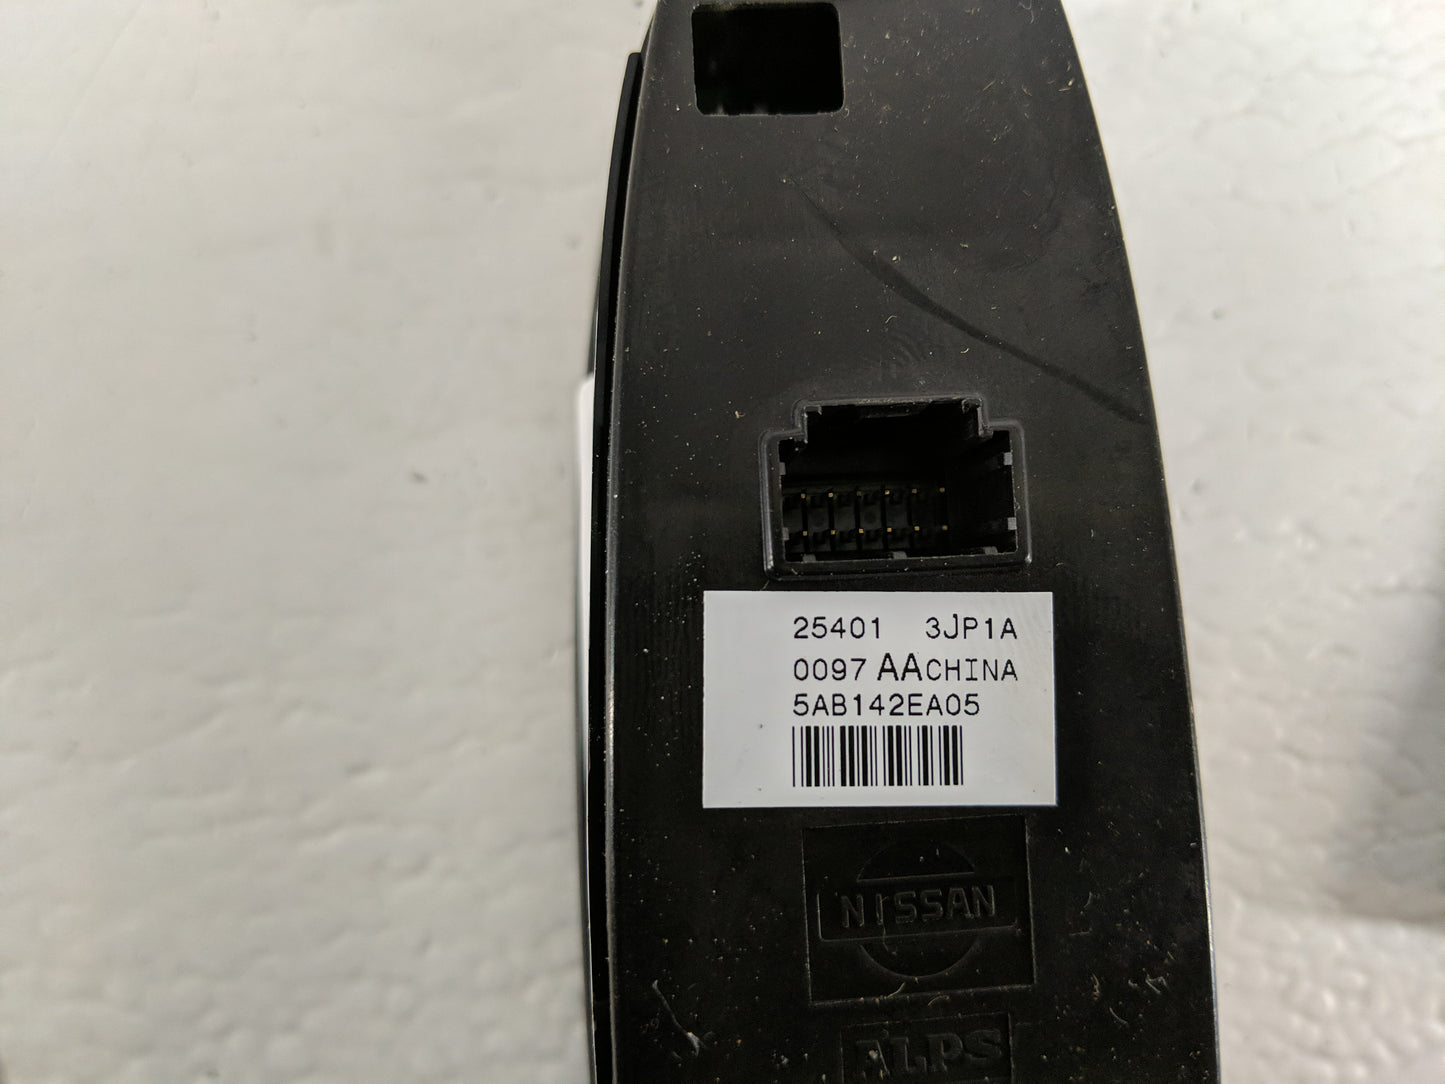 25401 3JP1A
0097 AACHINA
5AB142EA05
NISSAN
ALPS